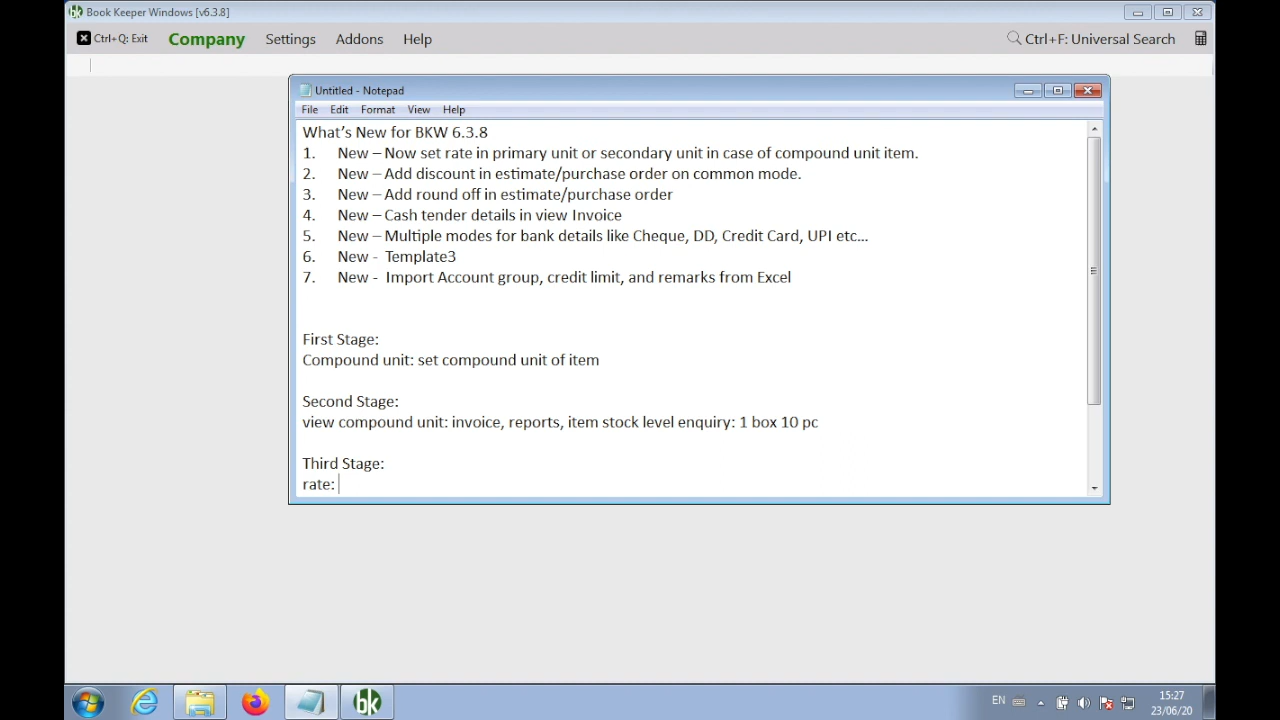 bk Book Keeper Windows [v6.3.8]
Ctrl+Q: Exit Company Settings Addons Help Ctrl+F: Universal Search
Untitled - Notepad
File Edit Format View Help
What's New for BKW 6.3.8
1. New – Now set rate in primary unit or secondary unit in case of compound unit item.
2. New – Add discount in estimate/purchase order on common mode.
3. New – Add round off in estimate/purchase order
4. New – Cash tender details in view Invoice
5. New – Multiple modes for bank details like Cheque, DD, Credit Card, UPI etc...
6. New - Template3
7. New - Import Account group, credit limit, and remarks from Excel
First Stage:
Compound unit: set compound unit of item
Second Stage:
view compound unit: invoice, reports, item stock level enquiry: 1 box 10 pc
Third Stage:
rate:
bk
EN
15:27
23/06/20